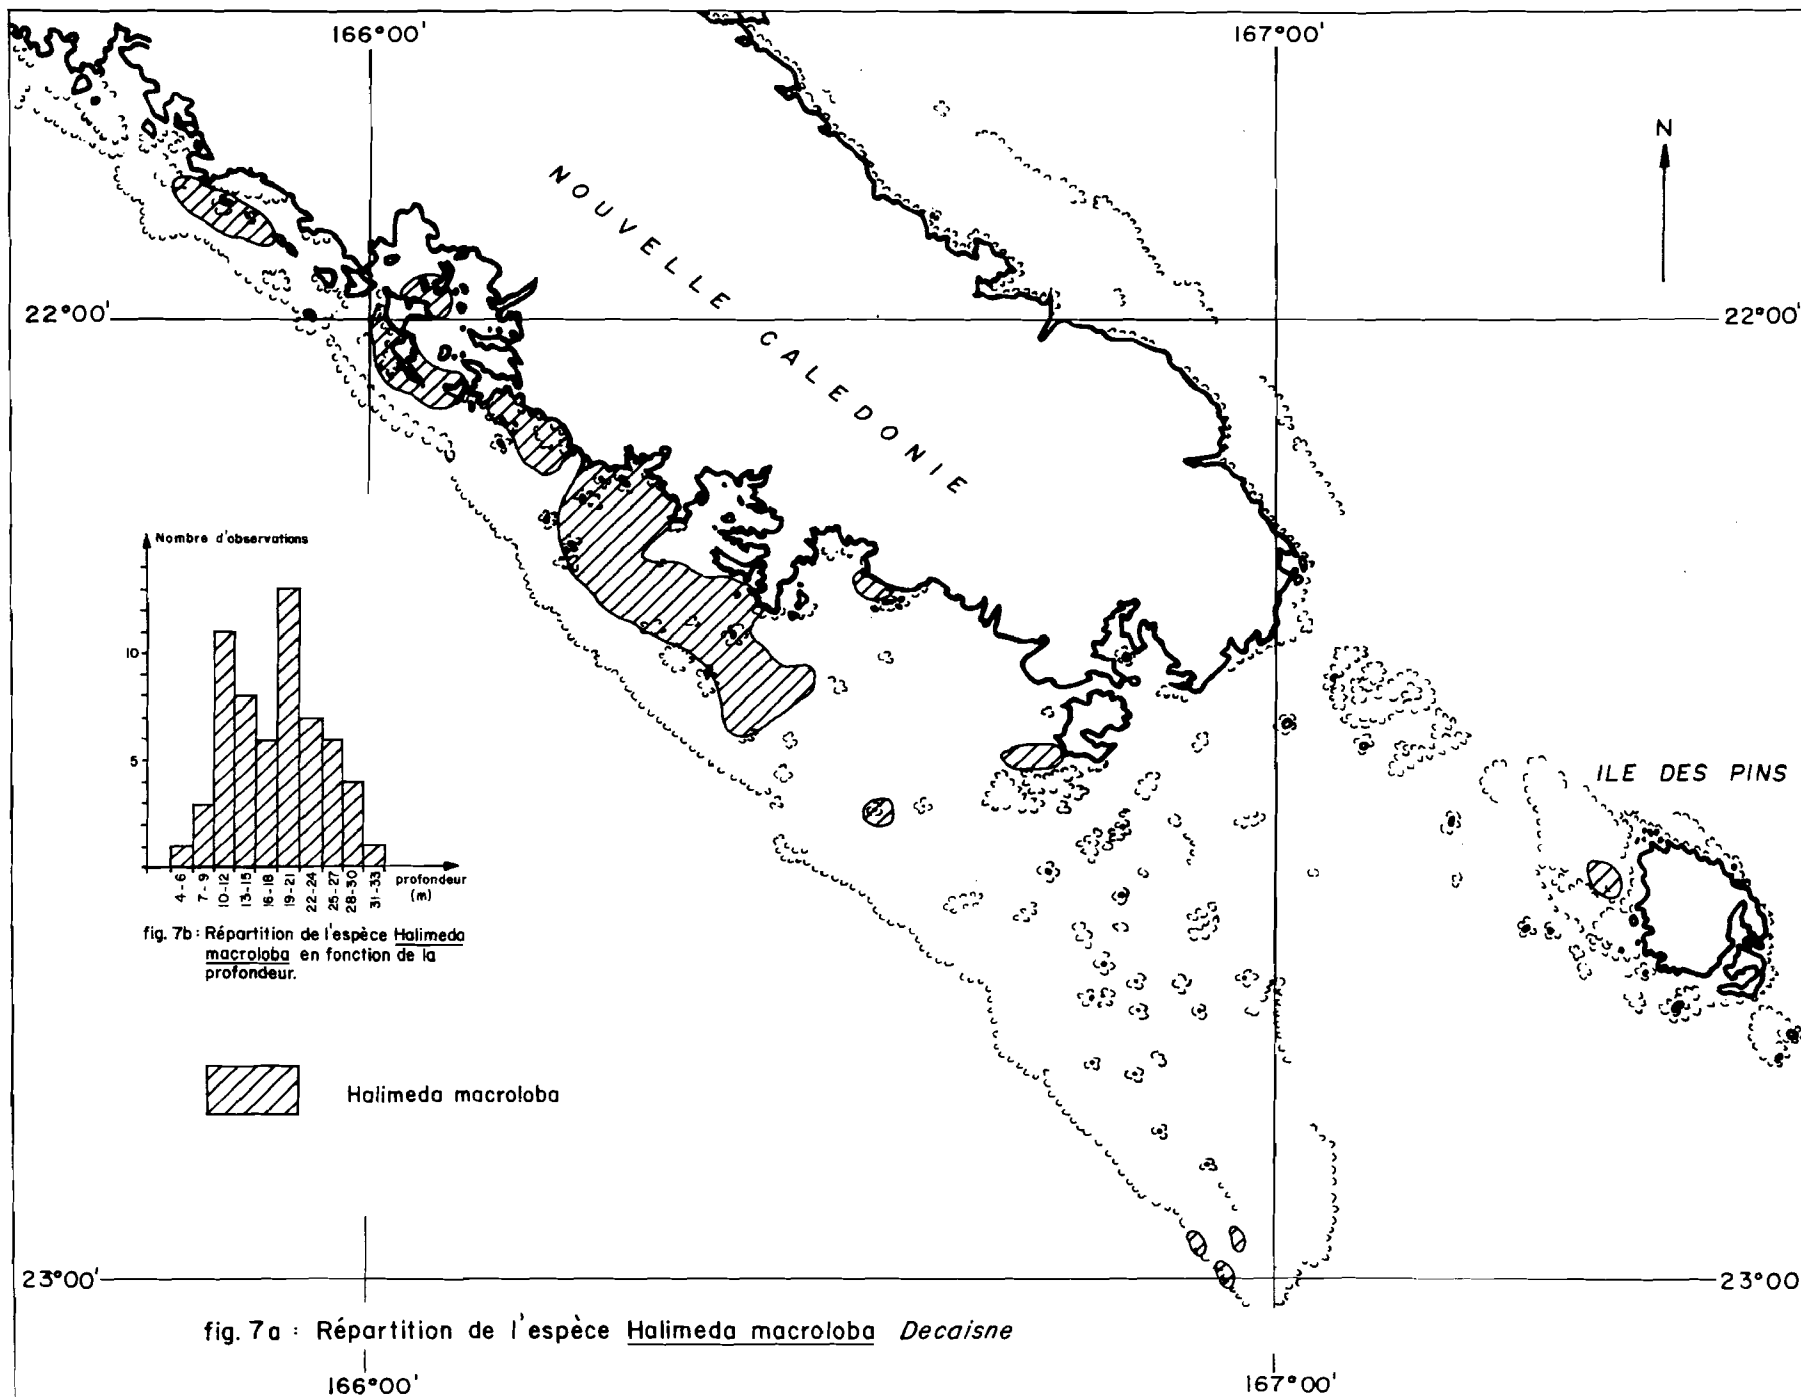 166°00'
167°00'
N
NOUVELLE CALEDONIE
22°00'
22°00'
Nombre d'observations
10
5
4-6
7-9
10-12
13-15
16-18
19-21
22-24
25-27
28-30
31-33
profondeur
(m)
fig. 7b : Répartition de l'espèce Halimeda
macroloba en fonction de la
profondeur.
ILE DES PINS
Halimeda macroloba
23°00'
23°00
fig. 7a : Répartition de l'espèce Halimeda macroloba Decaisne
166°00'
167°00'